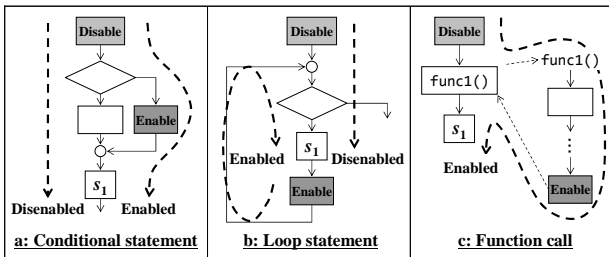 Disable
Enable
s1
Disenabled
Enabled
a: Conditional statement
Disable
s1
Enabled
Disenabled
Enable
b: Loop statement
Disable
func1()
func1()
s1
Enabled
Enable
c: Function call